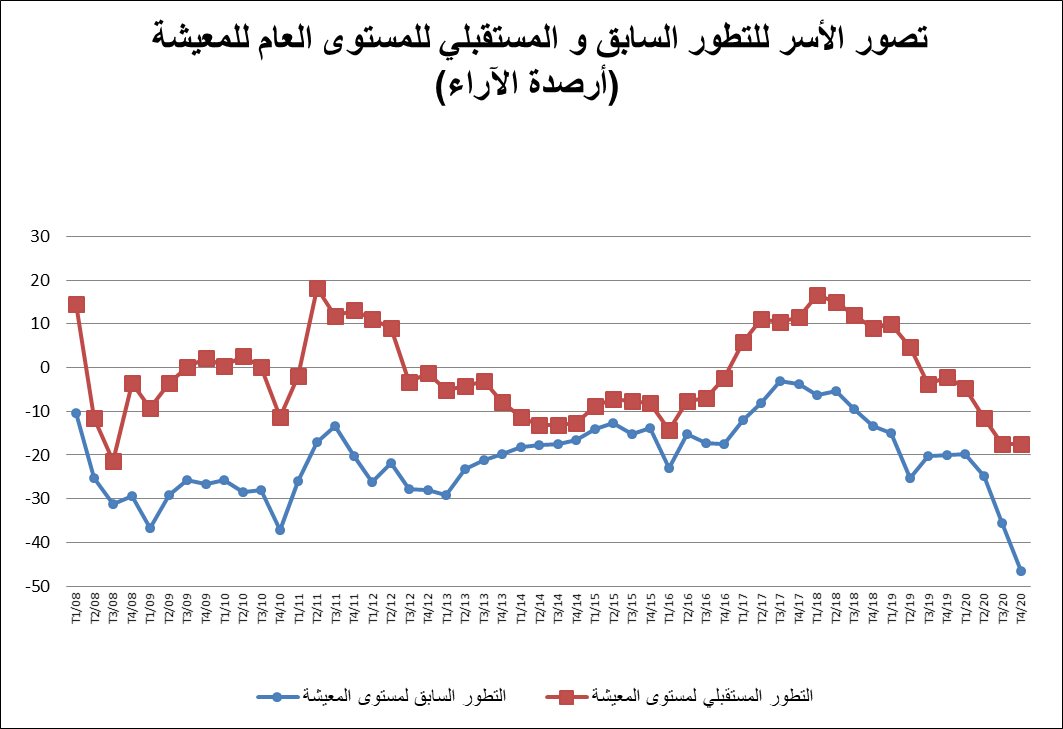 تصور الأسر للتطور السابق و المستقبلي للمستوى العام للمعيشة
(أرصدة الآراء)
30
20
10
0
-10
-20
-30
-40
-50
T1/08 T2/08 T3/08 T4/08 T1/09 T2/09 T3/09 T4/09 T1/10 T2/10 T3/10 T4/10 T1/11 T2/11 T3/11 T4/11 T1/12 T2/12 T3/12 T4/12 T1/13 T2/13 T3/13 T4/13 T1/14 T2/14 T3/14 T4/14 T1/15 T2/15 T3/15 T4/15 T1/16 T2/16 T3/16 T4/16 T1/17 T2/17 T3/17 T4/17 T1/18 T2/18 T3/18 T4/18 T1/19 T2/19 T3/19 T4/19 T1/20 T2/20 T3/20 T4/20
التطور السابق لمستوى المعيشة
التطور المستقبلي لمستوى المعيشة